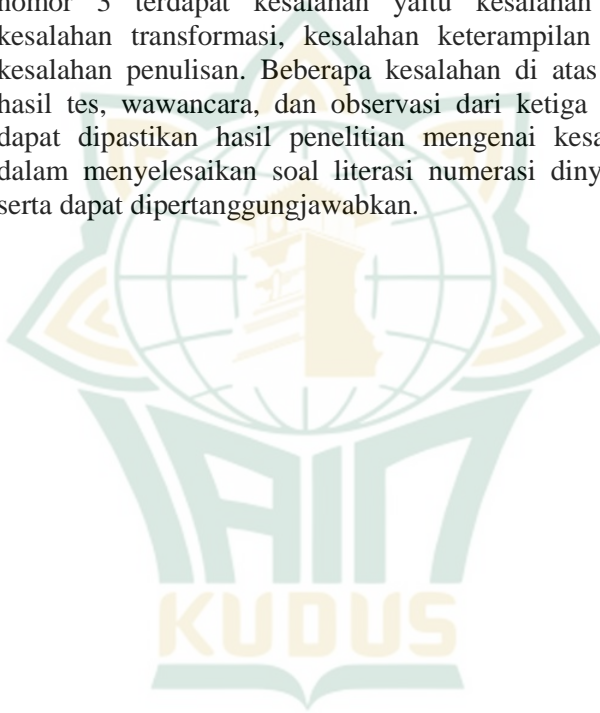 nomor 3 terdapat kesalahan yaitu kesalahan
kesalahan transformasi, kesalahan keterampilan
kesalahan penulisan. Beberapa kesalahan di atas
hasil tes, wawancara, dan observasi dari ketiga
dapat dipastikan hasil penelitian mengenai kesa
dalam menyelesaikan soal literasi numerasi diny
serta dapat dipertanggungjawabkan.
IAIN
KUDUS